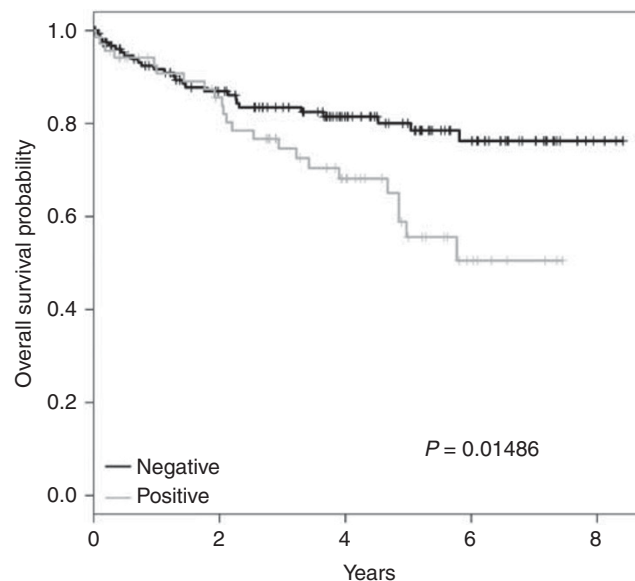 Overall survival probability
1.0
0.8
0.6
0.4
0.2
0.0
P = 0.01486
Negative
Positive
0 2 4 6 8
Years